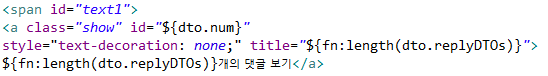 <span id="text1">
<a class="show" id="${dto.num}"
style="text-decoration: none;" title="${fn:length(dto.replyDTOs)}">
${fn:length(dto.replyDTOs)}개의 댓글 보기</a>